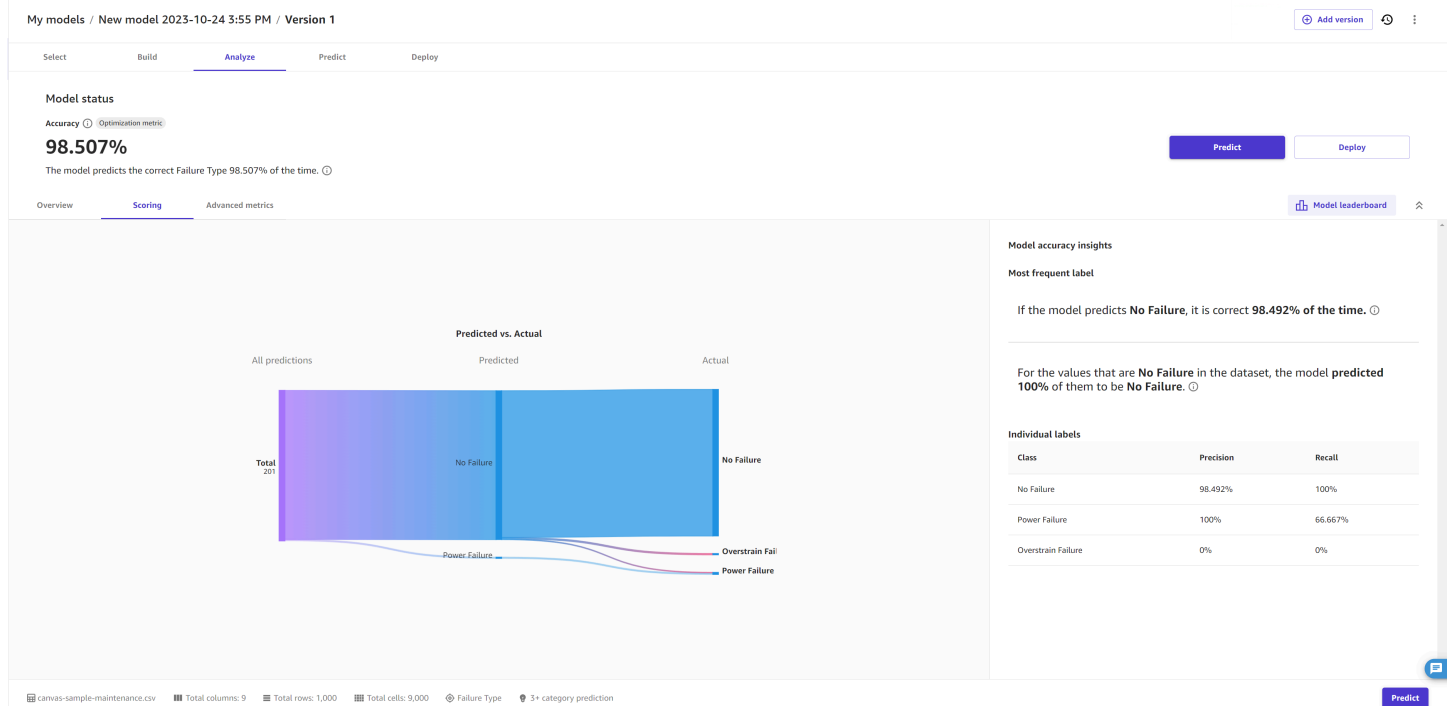 My models / New model 2023-10-24 3:55 PM / Version 1
Add version
Select
Build
Analyze
Predict
Deploy
Model status
Accuracy
Optimization metric
98.507%
The model predicts the correct Failure Type 98.507% of the time.
Predict
Deploy
Overview
Scoring
Advanced metrics
Model leaderboard
Predicted vs. Actual
All predictions
Predicted
Actual
Total
201
No Failure
Power Failure
No Failure
Overstrain Fail
Power Failure
Model accuracy insights
Most frequent label
If the model predicts No Failure, it is correct 98.492% of the time.
For the values that are No Failure in the dataset, the model predicted
100% of them to be No Failure.
Individual labels
Class Precision Recall
No Failure 98.492% 100%
Power Failure 100% 66.667%
Overstrain Failure 0% 0%
canvas-sample-maintenance.csv
Total columns: 9
Total rows: 1,000
Total cells: 9,000
Failure Type
3+ category prediction
Predict